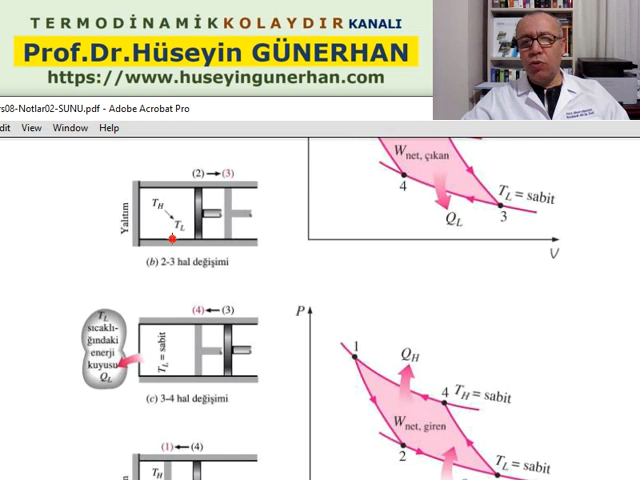 TERMODİNAMİKKOLAYDIR KANALI
Prof.Dr.Hüseyin GÜNERHAN
https://www.huseyingunerhan.com
rs08-Notlar02-SUNU.pdf - Adobe Acrobat Pro
dit View Window Help
(2) → (3)
Yalıtım
T_H
T_L
(b) 2-3 hal değişimi
W_net, çıkan
4
Q_L
3
T_L = sabit
V
(4) ← (3)
T_L
sıcaklı-
ğındaki
enerji
kuyusu
Q_L
T_L = sabit
(c) 3-4 hal değişimi
(1) ← (4)
T_H
P
1
Q_H
4
T_H = sabit
W_net, giren
2
T_L = sabit